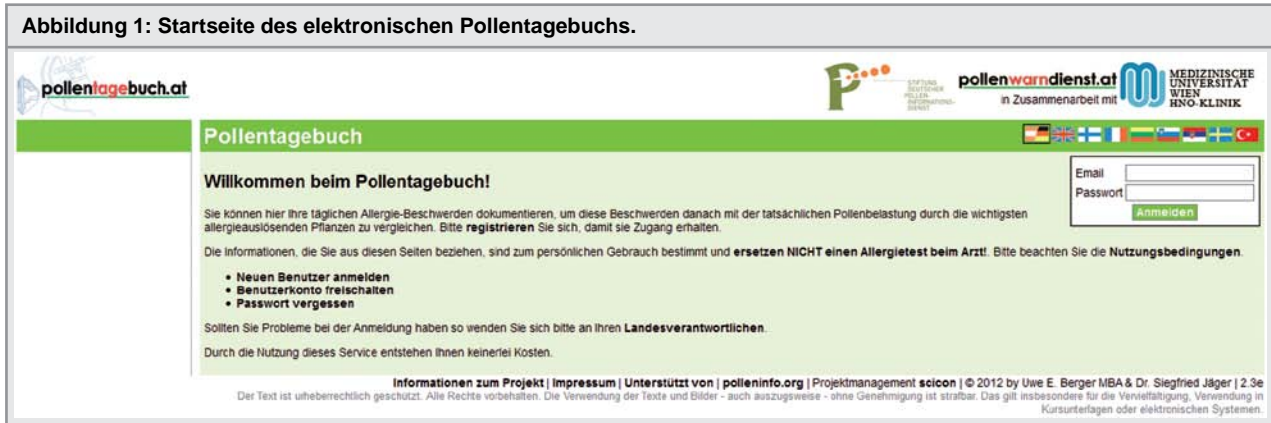 Abbildung 1: Startseite des elektronischen Pollentagebuchs.
pollentagebuch.at
STIFTUNG
DEUTSCHER
POLLEN-
INFORMATIONS-
DIENST
pollenwarndienst.at
in Zusammenarbeit mit
MEDIZINISCHE
UNIVERSITÄT
WIEN
HNO-KLINIK
Pollentagebuch
Willkommen beim Pollentagebuch!
Email
Passwort
Anmelden
Sie können hier Ihre täglichen Allergie-Beschwerden dokumentieren, um diese Beschwerden danach mit der tatsächlichen Pollenbelastung durch die wichtigsten
allergieauslösenden Pflanzen zu vergleichen. Bitte registrieren Sie sich, damit sie Zugang erhalten.
Die Informationen, die Sie aus diesen Seiten beziehen, sind zum persönlichen Gebrauch bestimmt und ersetzen NICHT einen Allergietest beim Arzt!. Bitte beachten Sie die Nutzungsbedingungen.
• Neuen Benutzer anmelden
• Benutzerkonto freischalten
• Passwort vergessen
Sollten Sie Probleme bei der Anmeldung haben so wenden Sie sich bitte an Ihren Landesverantwortlichen.
Durch die Nutzung dieses Service entstehen Ihnen keinerlei Kosten.
Informationen zum Projekt | Impressum | Unterstützt von | polleninfo.org | Projektmanagement scicon | © 2012 by Uwe E. Berger MBA & Dr. Siegfried Jäger | 2.3e
Der Text ist urheberrechtlich geschützt. Alle Rechte vorbehalten. Die Verwendung der Texte und Bilder - auch auszugsweise - ohne Genehmigung ist strafbar. Das gilt insbesondere für die Vervielfältigung, Verwendung in
Kursunterlagen oder elektronischen Systemen.